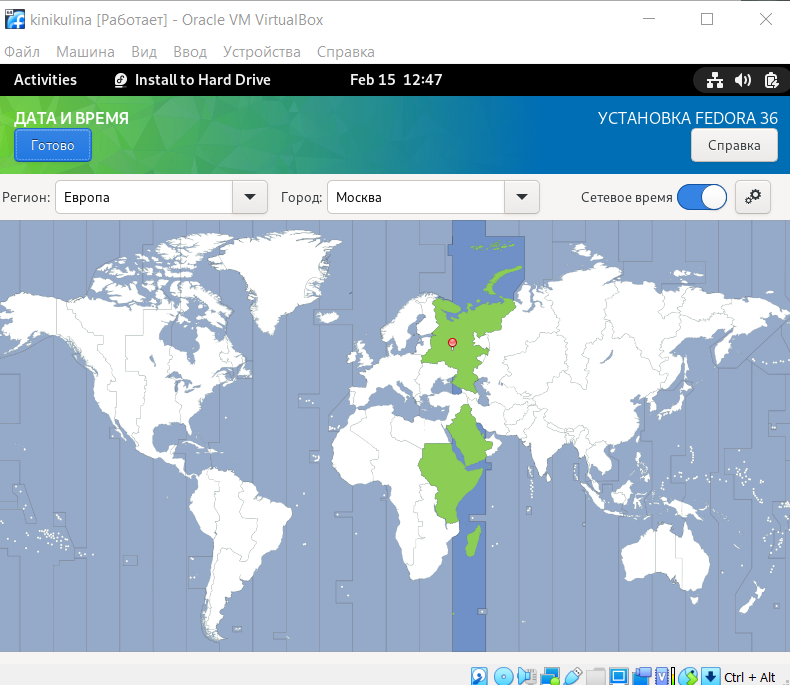 kinikulina [Работает] - Oracle VM VirtualBox
Файл Машина Вид Ввод Устройства Справка
Activities Install to Hard Drive Feb 15 12:47
ДАТА И ВРЕМЯ УСТАНОВКА FEDORA 36
Готово Справка
Регион: Европа Город: Москва Сетевое время
Ctrl + Alt